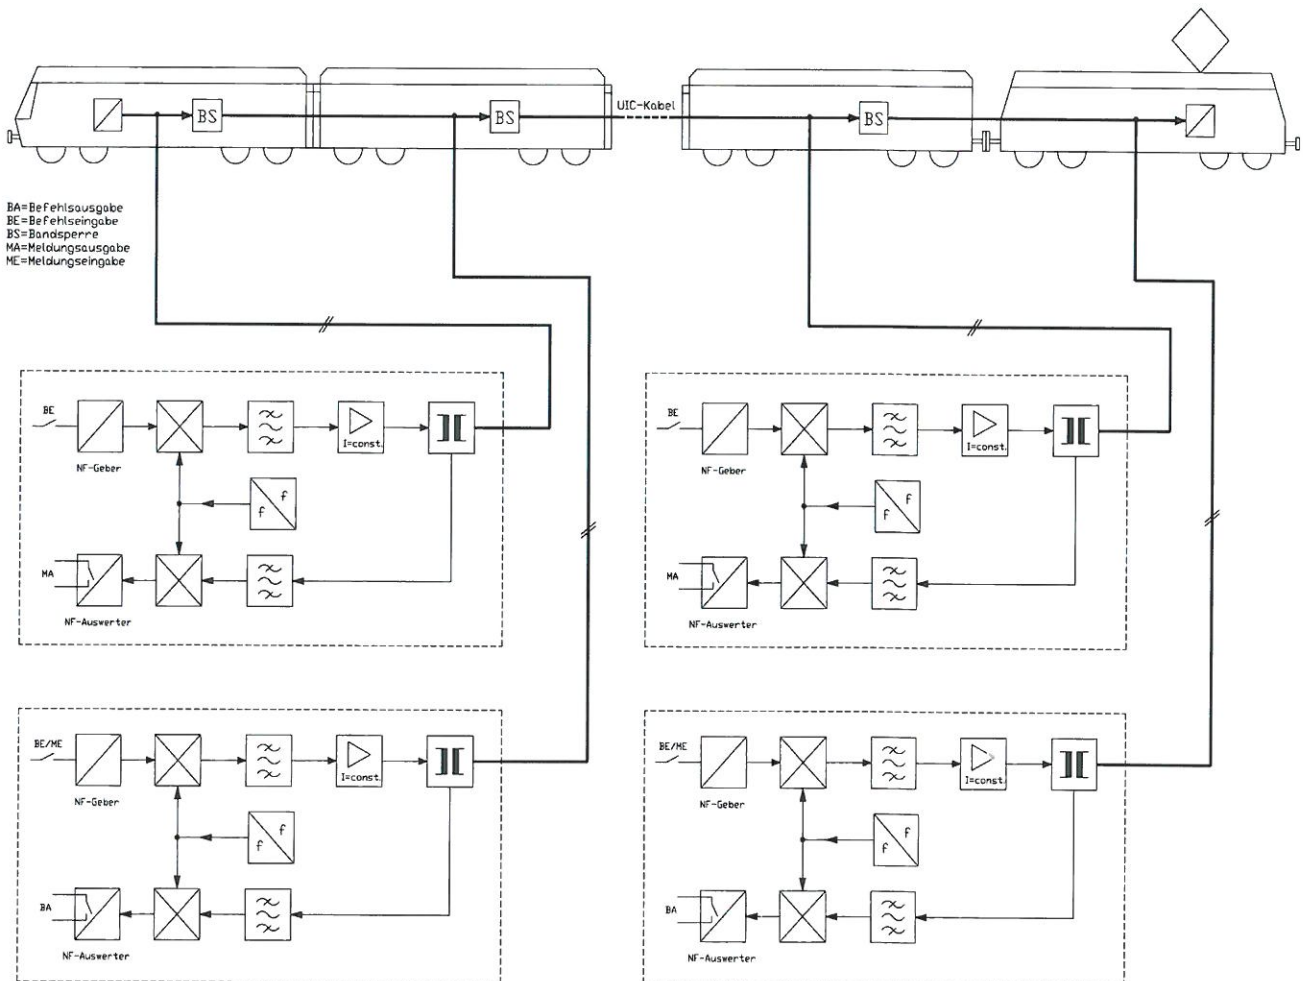 UIC-Kabel
BS
BS
BS
BA=Befehlsausgabe
BE=Befehlseingabe
BS=Bandsperre
MA=Meldungsausgabe
ME=Meldungseingabe
BE
NF-Geber
I=const.
f
f
MA
NF-Auswerter
BE
NF-Geber
I=const.
f
f
MA
NF-Auswerter
BE/ME
NF-Geber
I=const.
f
f
BA
NF-Auswerter
BE/ME
NF-Geber
I=const.
f
f
BA
NF-Auswerter